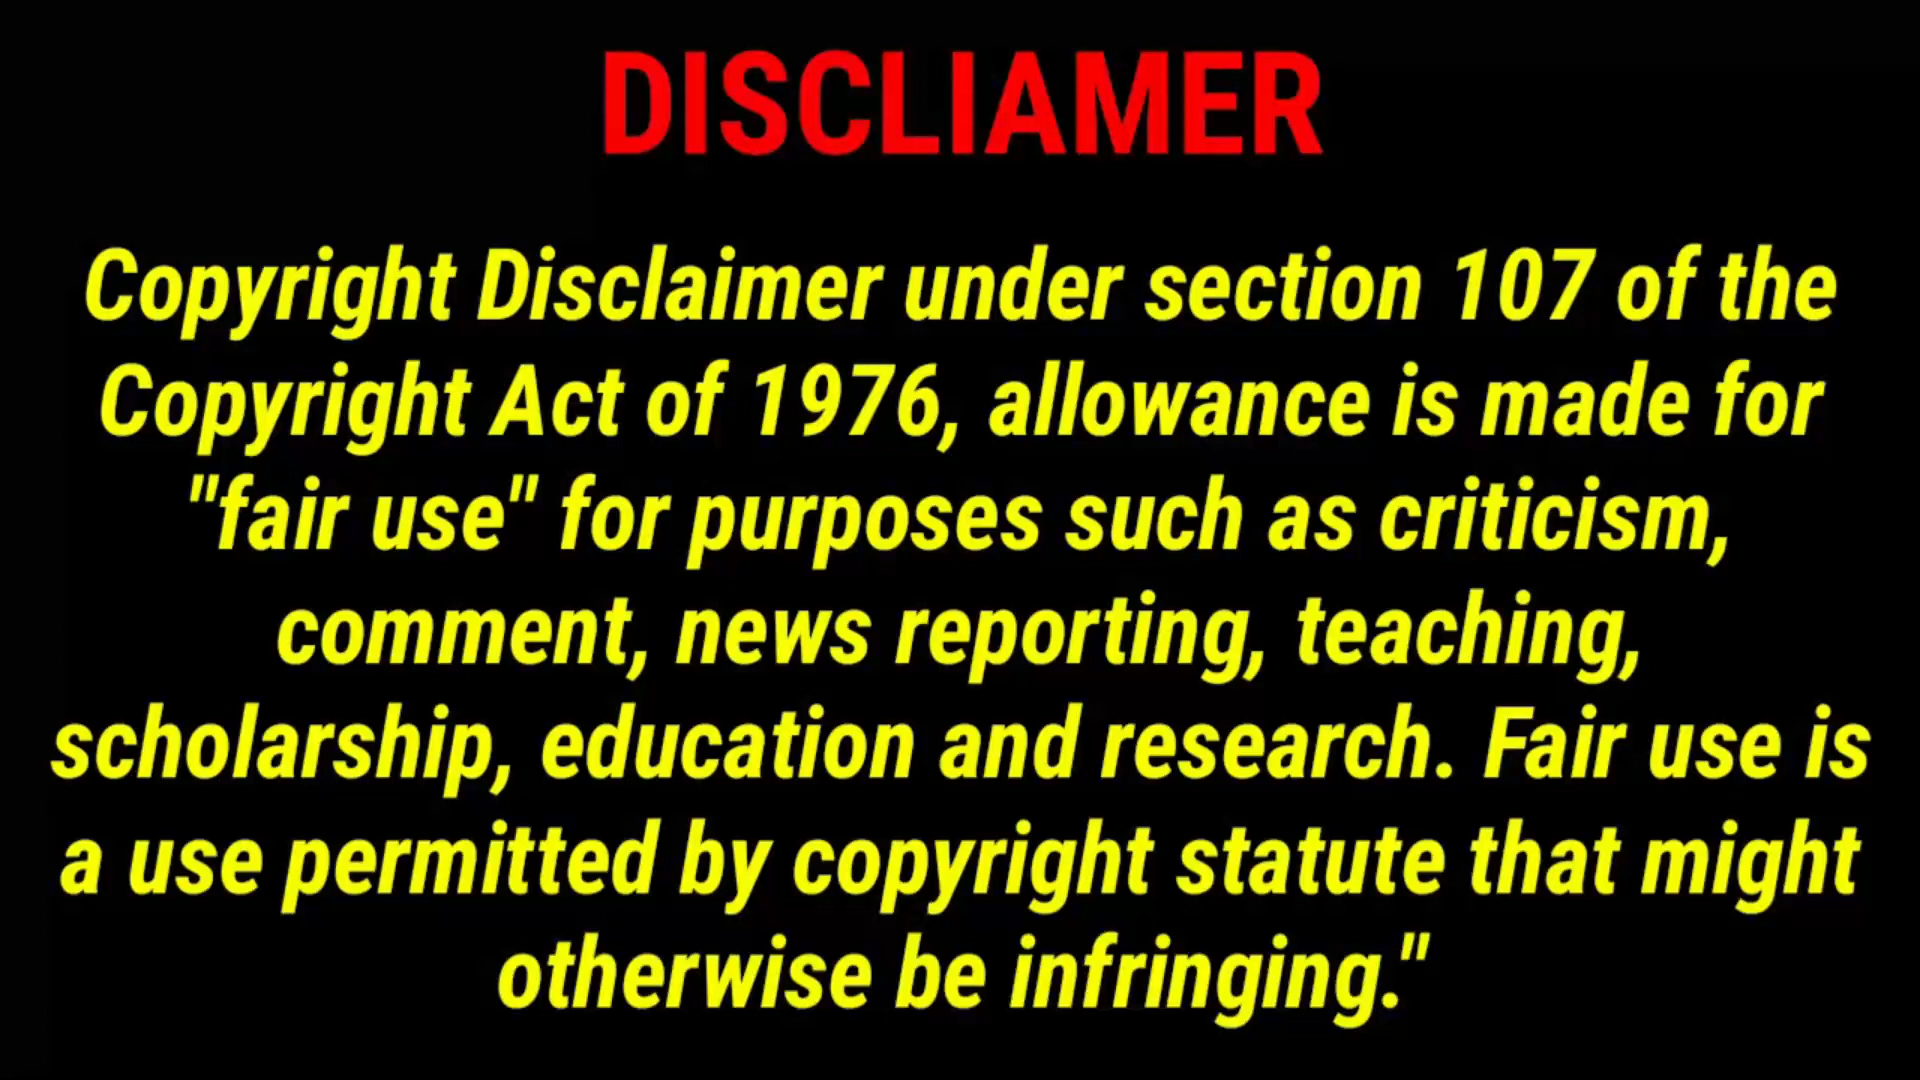 DISCLIAMER
Copyright Disclaimer under section 107 of the
Copyright Act of 1976, allowance is made for
"fair use" for purposes such as criticism,
comment, news reporting, teaching,
scholarship, education and research. Fair use is
a use permitted by copyright statute that might
otherwise be infringing."